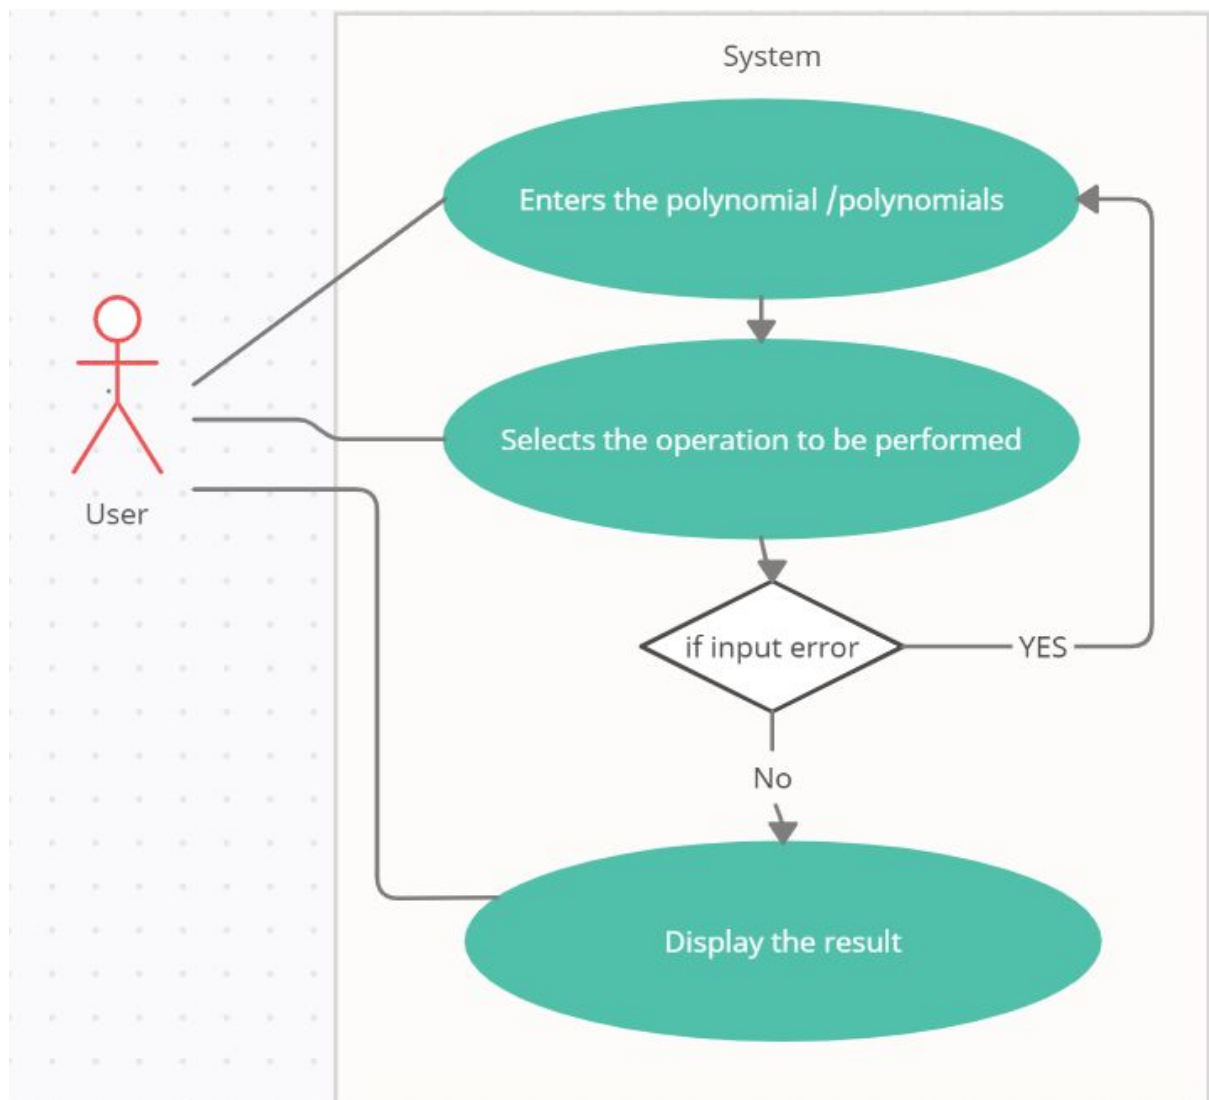 System
Enters the polynomial /polynomials
Selects the operation to be performed
User
if input error
YES
No
Display the result